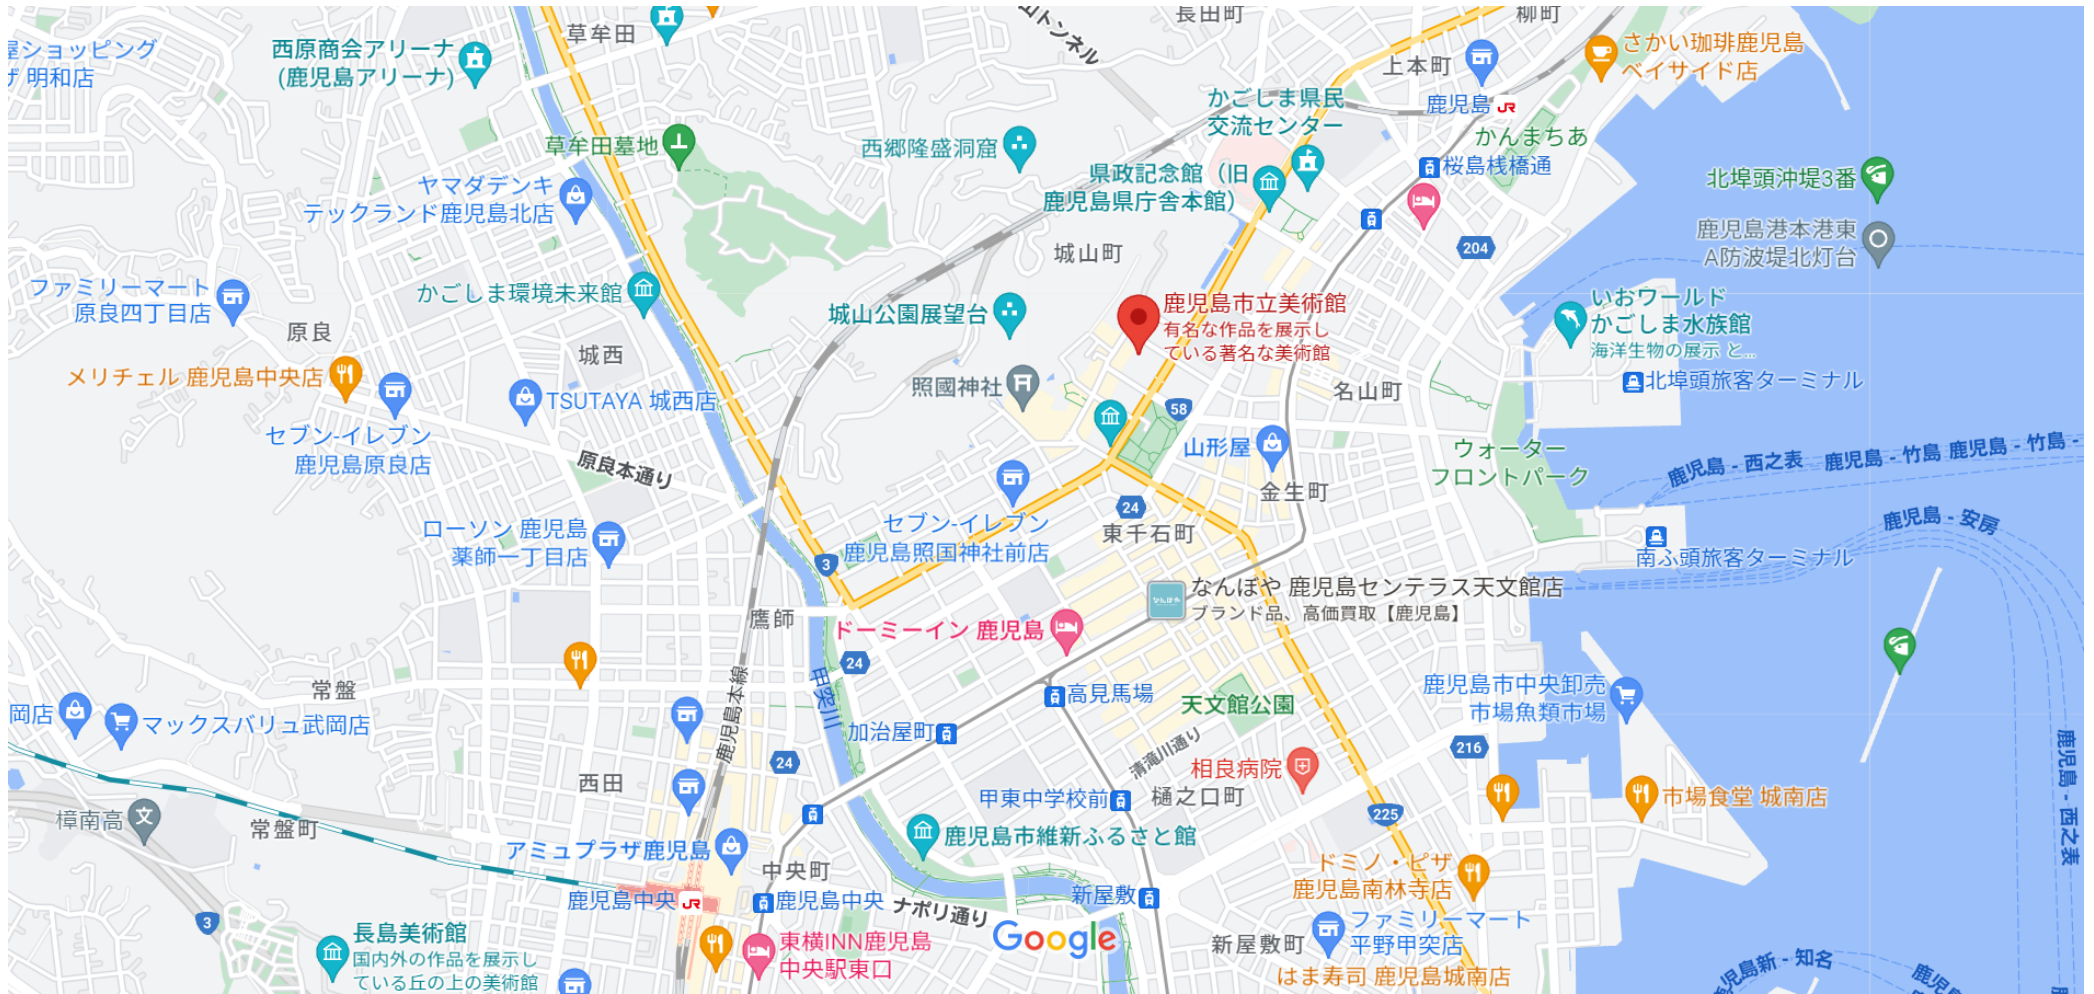 草牟田
長田町
柳町
山トンネル
屋ショッピング
ザ 明和店
西原商会アリーナ
(鹿児島アリーナ)
上本町
さかい珈琲鹿児島
ベイサイド店
かごしま県民
交流センター
鹿児島
かんまちあ
草牟田墓地
西郷隆盛洞窟
桜島桟橋通
県政記念館（旧
鹿児島県庁舎本館）
北埠頭沖堤3番
ヤマダデンキ
テックランド鹿児島北店
鹿児島港本港東
A防波堤北灯台
城山町
204
ファミリーマート
原良四丁目店
かごしま環境未来館
原良
城西
城山公園展望台
鹿児島市立美術館
有名な作品を展示し
ている著名な美術館
いおワールド
かごしま水族館
海洋生物の展示 と...
メリチェル 鹿児島中央店
照國神社
名山町
北埠頭旅客ターミナル
TSUTAYA 城西店
58
セブン-イレブン
鹿児島原良店
山形屋
ウォーター
フロントパーク
原良本通り
鹿児島 - 西之表
鹿児島 - 竹島
鹿児島 - 竹島 -
金生町
24
セブン-イレブン
鹿児島照国神社前店
東千石町
鹿児島 - 安房
ローソン 鹿児島
薬師一丁目店
3
南ふ頭旅客ターミナル
なんぼや 鹿児島センテラス天文館店
ブランド品、高価買取【鹿児島】
なんぼや
鷹師
ドーミーイン 鹿児島
24
甲突川
鹿児島本線
常盤
高見馬場
天文館公園
鹿児島市中央卸売
市場魚類市場
岡店
マックスバリュ武岡店
加治屋町
清滝川通り
216
24
西田
相良病院
鹿児島 - 西之表
甲東中学校前
樋之口町
市場食堂 城南店
樟南高
文
常盤町
225
鹿児島市維新ふるさと館
アミュプラザ鹿児島
中央町
ドミノ・ピザ
鹿児島南林寺店
鹿児島中央
鹿児島中央
ナポリ通り
新屋敷
3
長島美術館
国内外の作品を展示し
ている丘の上の美術館
東横INN鹿児島
中央駅東口
Google
新屋敷町
ファミリーマート
平野甲突店
はま寿司 鹿児島城南店
鹿児島新 - 知名
鹿児島